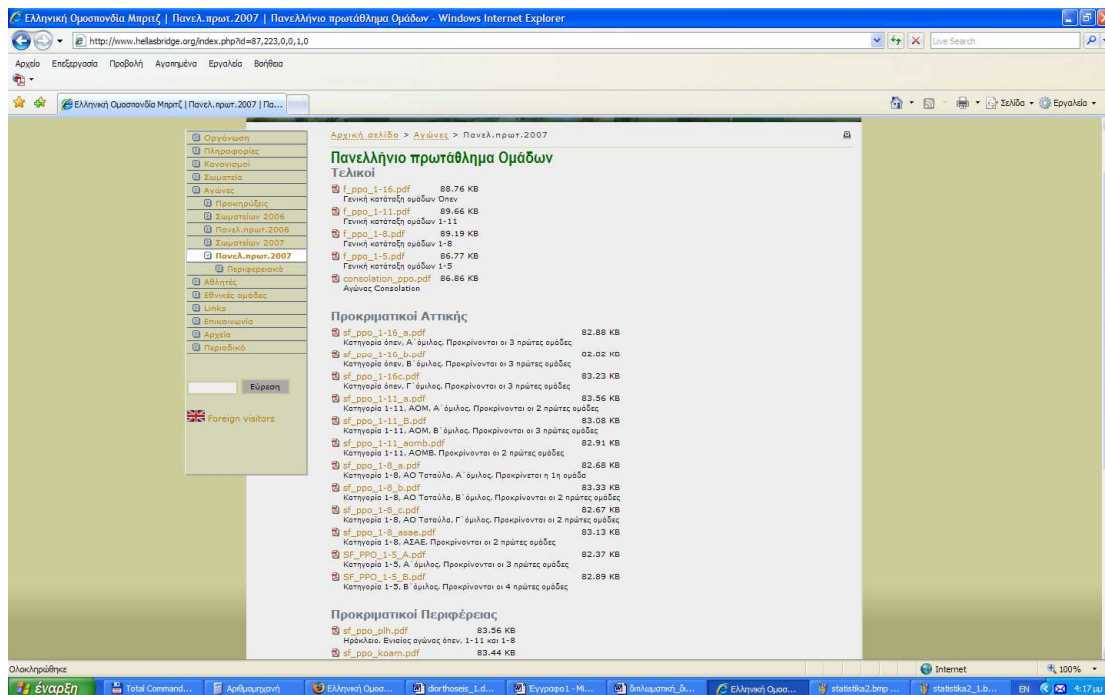 Ελληνική Ομοσπονδία Μπριτζ | Πανελ.πρωτ.2007 | Πανελλήνιο πρωτάθλημα Ομάδων - Windows Internet Explorer
http://www.hellasbridge.org/index.php?id=87,223,0,0,1,0
Live Search
Αρχείο Επεξεργασία Προβολή Αγαπημένα Εργαλεία Βοήθεια
Ελληνική Ομοσπονδία Μπριτζ | Πανελ.πρωτ.2007 | Πα...
Σελίδα Εργαλεία
Οργάνωση
Πληροφορίες
Κανονισμοί
Σωματεία
Αγώνες
Προκηρύξεις
Σωματείων 2006
Πανελ.πρωτ.2006
Σωματείων 2007
Πανελ.πρωτ.2007
Περιφερειακά
Αθλητές
Εθνικές ομάδες
Links
Επικοινωνία
Αρχεία
Περιοδικό
Εύρεση
Foreign visitors
Αρχική σελίδα > Αγώνες > Πανελ.πρωτ.2007
Πανελλήνιο πρωτάθλημα Ομάδων
Τελικοί
f_ppo_1-16.pdf 88.76 KB
Γενική κατάταξη ομάδων Οπεν
f_ppo_1-11.pdf 89.66 KB
Γενική κατάταξη ομάδων 1-11
f_ppo_1-8.pdf 89.19 KB
Γενική κατάταξη ομάδων 1-8
f_ppo_1-5.pdf 86.77 KB
Γενική κατάταξη ομάδων 1-5
consolation_ppo.pdf 86.86 KB
Αγώνας Consolation
Προκριματικοί Αττικής
sf_ppo_1-16_a.pdf 82.88 KB
Κατηγορία όπεν, Α΄όμιλος. Προκρίνονται οι 3 πρώτες ομάδες
sf_ppo_1-16_b.pdf 82.82 KB
Κατηγορία όπεν, Β΄όμιλος. Προκρίνονται οι 3 πρώτες ομάδες
sf_ppo_1-16c.pdf 83.23 KB
Κατηγορία όπεν, Γ΄όμιλος. Προκρίνονται οι 3 πρώτες ομάδες
sf_ppo_1-11_a.pdf 83.56 KB
Κατηγορία 1-11, ΑΟΜ, Α΄όμιλος. Προκρίνονται οι 2 πρώτες ομάδες
sf_ppo_1-11_B.pdf 83.08 KB
Κατηγορία 1-11, ΑΟΜ, Β΄όμιλος. Προκρίνονται οι 3 πρώτες ομάδες
sf_ppo_1-11_aomb.pdf 82.91 KB
Κατηγορία 1-11, ΑΟΜΒ. Προκρίνονται οι 2 πρώτες ομάδες
sf_ppo_1-8_a.pdf 82.68 KB
Κατηγορία 1-8, ΑΟ Ταταύλα, Α΄όμιλος. Προκρίνεται η 1η ομάδα
sf_ppo_1-8_b.pdf 83.33 KB
Κατηγορία 1-8, ΑΟ Ταταύλα, Β΄όμιλος. Προκρίνονται οι 2 πρώτες ομάδες
sf_ppo_1-8_c.pdf 82.67 KB
Κατηγορία 1-8, ΑΟ Ταταύλα, Γ΄όμιλος. Προκρίνονται οι 2 πρώτες ομάδες
sf_ppo_1-8_asae.pdf 83.13 KB
Κατηγορία 1-8, ΑΣΑΕ. Προκρίνονται οι 2 πρώτες ομάδες
SF_PPO_1-5_A.pdf 82.37 KB
Κατηγορία 1-5, Α΄όμιλος. Προκρίνονται οι 3 πρώτες ομάδες
SF_PPO_1-5_B.pdf 82.89 KB
Κατηγορία 1-5, Β΄όμιλος. Προκρίνονται οι 4 πρώτες ομάδες
Προκριματικοί Περιφέρειας
sf_ppo_plh.pdf 83.56 KB
Ηράκλειο. Ενιαίος αγώνας όπεν, 1-11 και 1-8
sf_ppo_koam.pdf 83.44 KB
Ολοκληρώθηκε
Internet
100%
έναρξη
Total Command...
Αριθμομηχανή
Ελληνική Ομοσ...
diorthoseis_1.d...
Έγγραφο1 - Mi...
διπλωματική_δι...
Ελληνική Ομοσ...
statistika2.bmp ...
statistika2_1.b...
EN
4:17 μμ